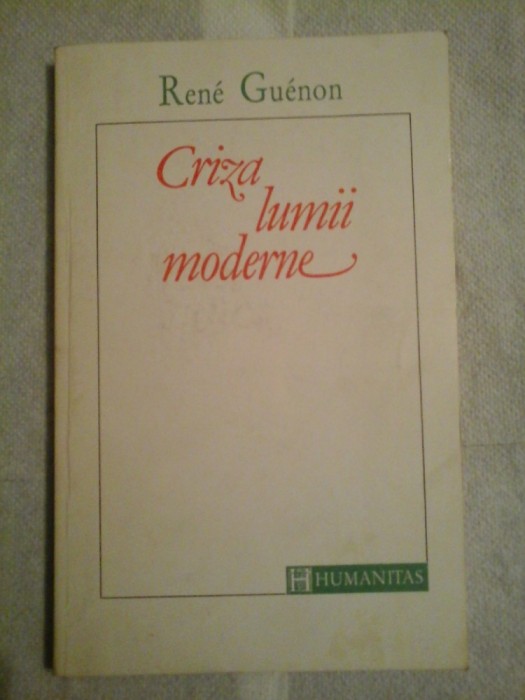 René Guénon
Criza
lumii
moderne
HUMANITAS